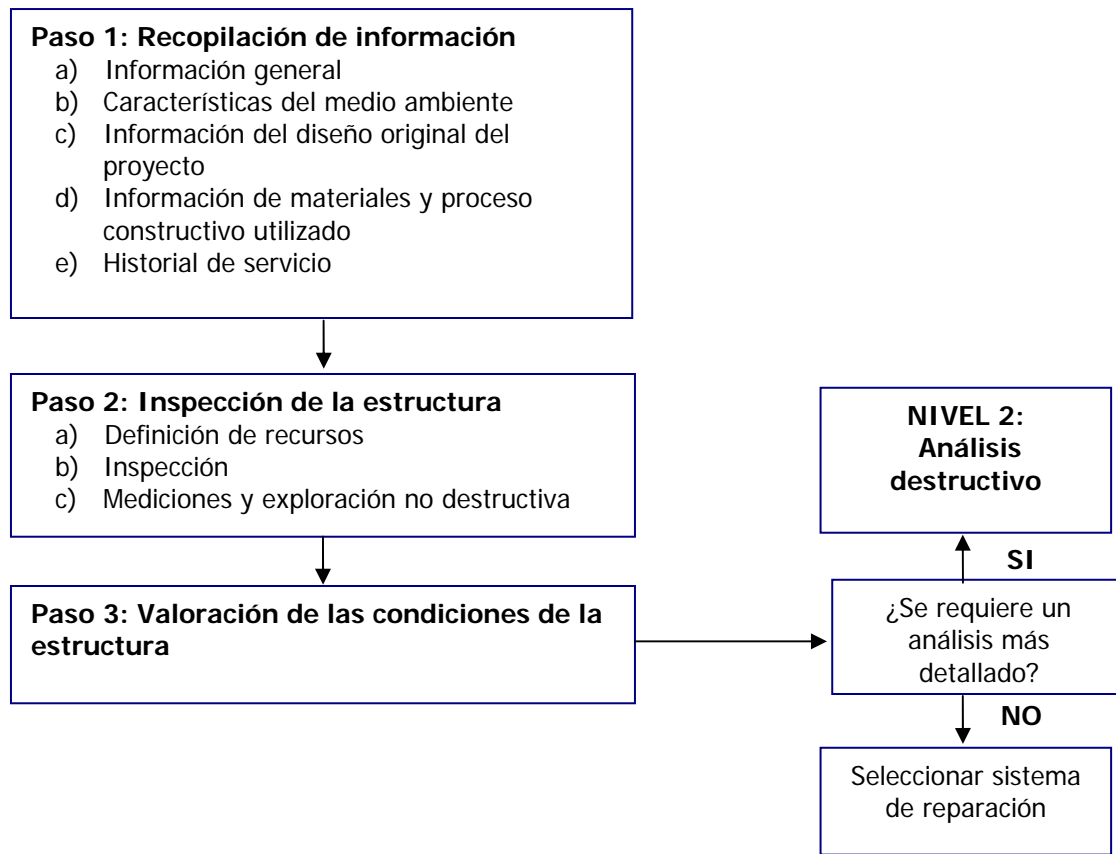 Paso 1: Recopilación de información
a) Información general
b) Características del medio ambiente
c) Información del diseño original del
proyecto
d) Información de materiales y proceso
constructivo utilizado
e) Historial de servicio
Paso 2: Inspección de la estructura
a) Definición de recursos
b) Inspección
c) Mediciones y exploración no destructiva
Paso 3: Valoración de las condiciones de la
estructura
NIVEL 2:
Análisis
destructivo
SI
¿Se requiere un
análisis más
detallado?
NO
Seleccionar sistema
de reparación